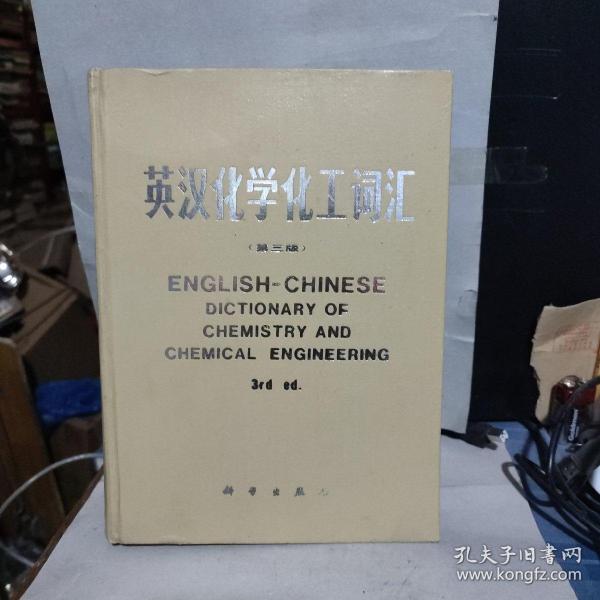 英汉化学化工词汇
（第三版）
ENGLISH-CHINESE
DICTIONARY OF
CHEMISTRY AND
CHEMICAL ENGINEERING
3rd ed.
科学出版
孔夫子旧书网
www.kongfz.com